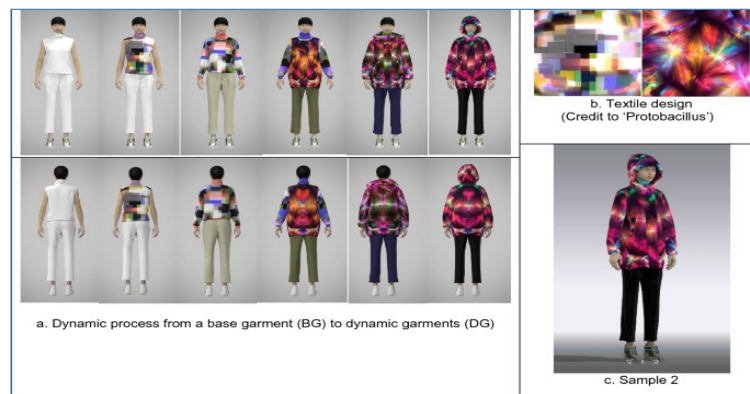 b. Textile design
(Credit to ‘Protobacillus’)
a. Dynamic process from a base garment (BG) to dynamic garments (DG)
c. Sample 2